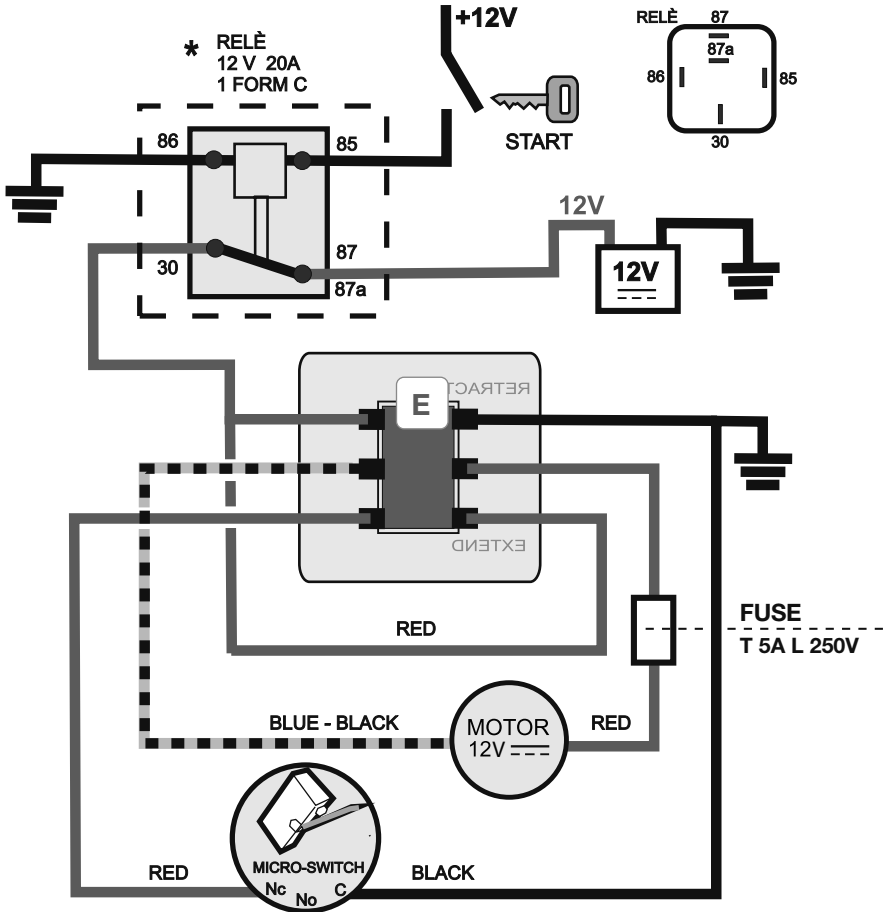 +12V
* RELÈ
12 V 20A
1 FORM C
RELÈ 87
87a
86
85
30
START
86
85
12V
30
87
87a
12V
RETRACT
E
EXTEND
RED
FUSE
T 5A L 250V
BLUE - BLACK
MOTOR
12V
RED
MICRO-SWITCH
RED
Nc
No
C
BLACK